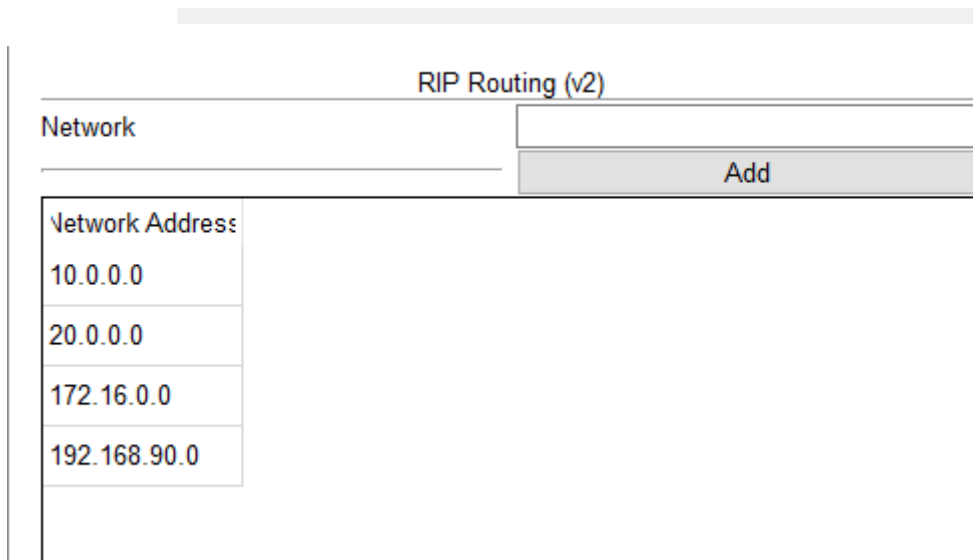 RIP Routing (v2)
Network
Add
Network Address
10.0.0.0
20.0.0.0
172.16.0.0
192.168.90.0